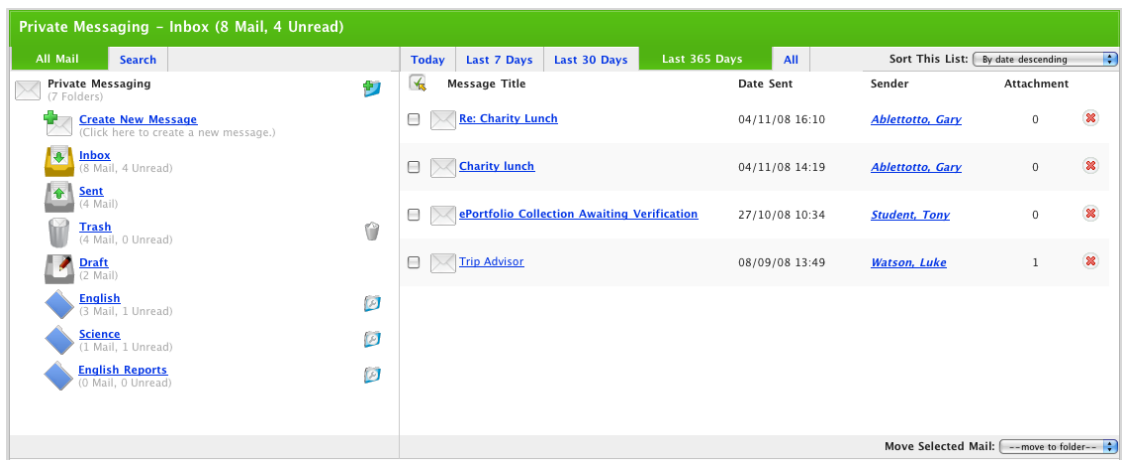 Private Messaging – Inbox (8 Mail, 4 Unread)
All Mail Search
Private Messaging
(7 Folders)
Create New Message
(Click here to create a new message.)
Inbox
(8 Mail, 4 Unread)
Sent
(4 Mail)
Trash
(4 Mail, 0 Unread)
Draft
(2 Mail)
English
(3 Mail, 1 Unread)
Science
(1 Mail, 1 Unread)
English Reports
(0 Mail, 0 Unread)
Today Last 7 Days Last 30 Days Last 365 Days All Sort This List: By date descending
Message Title Date Sent Sender Attachment
Re: Charity Lunch 04/11/08 16:10 Ablettotto, Gary 0
Charity lunch 04/11/08 14:19 Ablettotto, Gary 0
ePortfolio Collection Awaiting Verification 27/10/08 10:34 Student, Tony 0
Trip Advisor 08/09/08 13:49 Watson, Luke 1
Move Selected Mail: --move to folder--